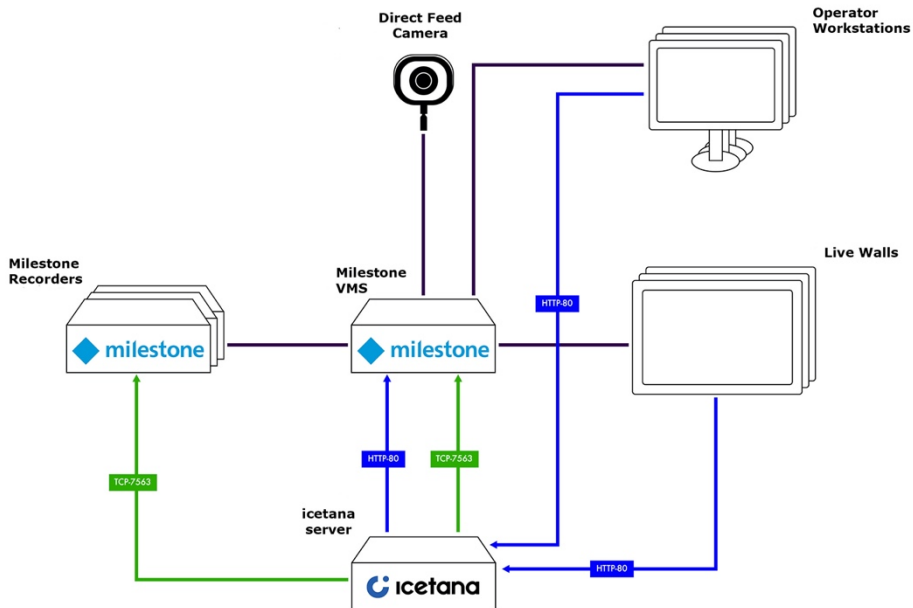 Direct Feed
Camera
Operator
Workstations
Milestone
Recorders
Milestone
VMS
Live Walls
HTTP-80
milestone
milestone
TCP-7563
HTTP-80
TCP-7563
icetana
server
HTTP-80
icetana